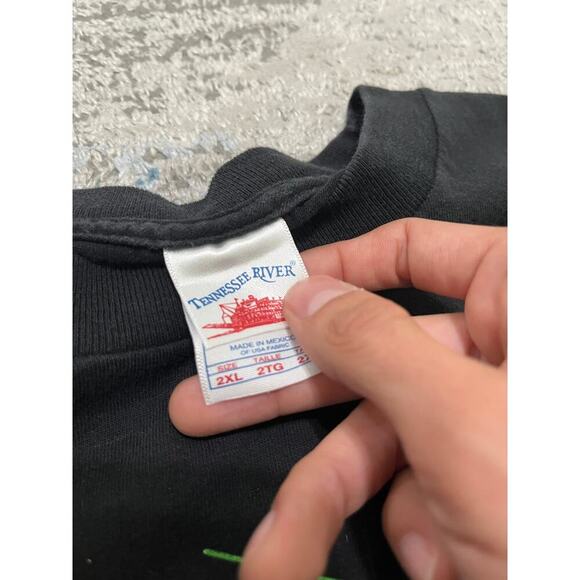 TENNESSEE RIVER®
MADE IN MEXICO
OF USA FABRIC
SIZE TAILLE
2XL 2TG